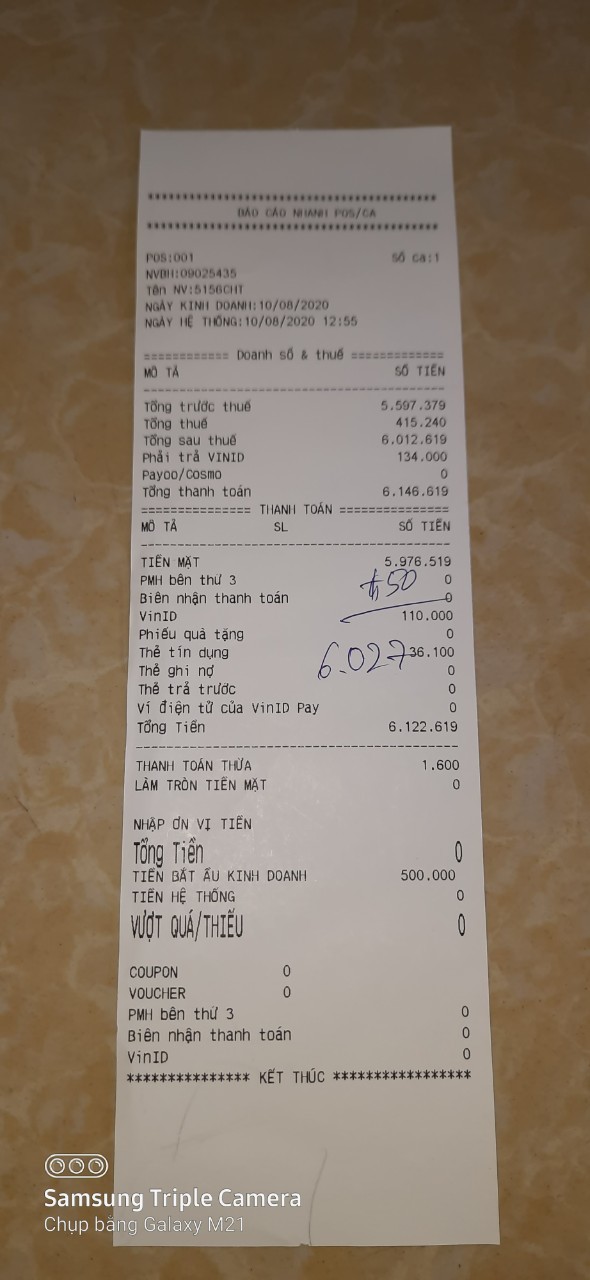 ****************************************
BÁO CÁO NHANH POS/CA
****************************************
POS:001 Số ca:1
NVBH:09025435
Tên NV:5156CHT
NGÀY KINH DOANH:10/08/2020
NGÀY HỆ THỐNG:10/08/2020 12:55
============ Doanh số & thuế =============
MÔ TẢ SỐ TIỀN
Tổng trước thuế 5.597.379
Tổng thuế 415.240
Tổng sau thuế 6.012.619
Phải trả VINID 134.000
Payoo/Cosmo 0
Tổng thanh toán 6.146.619
=============== THANH TOÁN ===============
MÔ TẢ SL SỐ TIỀN
TIỀN MẶT 5.976.519
PMH bên thứ 3 0
50
Biên nhận thanh toán 0
VinID 110.000
Phiếu quà tặng 0
Thẻ tín dụng 36.100
6.027
Thẻ ghi nợ 0
Thẻ trả trước 0
Ví điện tử của VinID Pay 0
Tổng Tiền 6.122.619
THANH TOÁN THỪA 1.600
LÀM TRÒN TIỀN MẶT 0
NHẬP ƠN VỊ TIỀN
Tổng Tiền 0
TIỀN BẮT ẦU KINH DOANH 500.000
TIỀN HỆ THỐNG 0
VƯỢT QUÁ/THIẾU 0
COUPON 0
VOUCHER 0
PMH bên thứ 3 0
Biên nhận thanh toán 0
VinID 0
*************** KẾT THÚC *****************
Samsung Triple Camera
Chụp bằng Galaxy M21